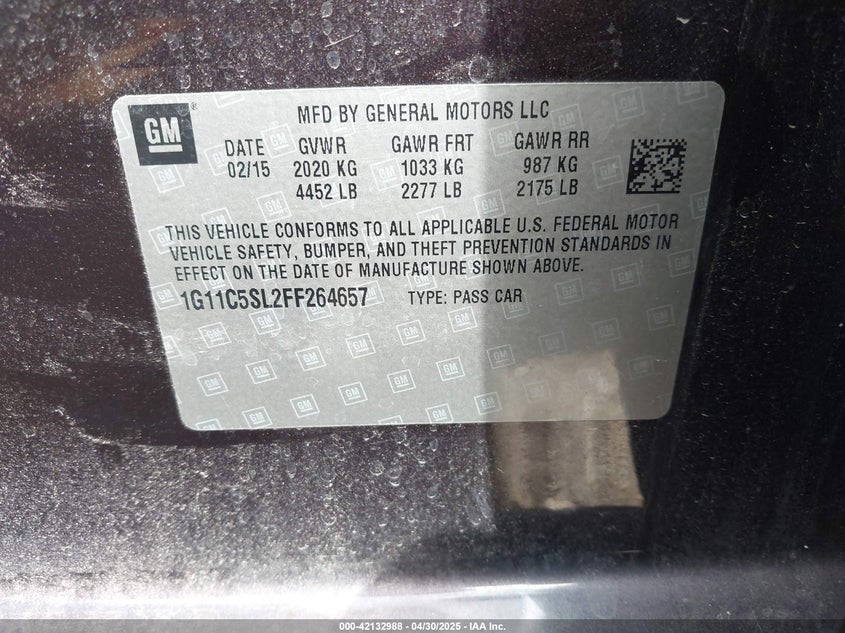 GM
MFD BY GENERAL MOTORS LLC
DATE GVWR GAWR FRT GAWR RR
02/15 2020 KG 1033 KG 987 KG
4452 LB 2277 LB 2175 LB
THIS VEHICLE CONFORMS TO ALL APPLICABLE U.S. FEDERAL MOTOR
VEHICLE SAFETY, BUMPER, AND THEFT PREVENTION STANDARDS IN
EFFECT ON THE DATE OF MANUFACTURE SHOWN ABOVE.
1G11C5SL2FF264657 TYPE: PASS CAR
000-42132988 - 04/30/2025 - IAA Inc.